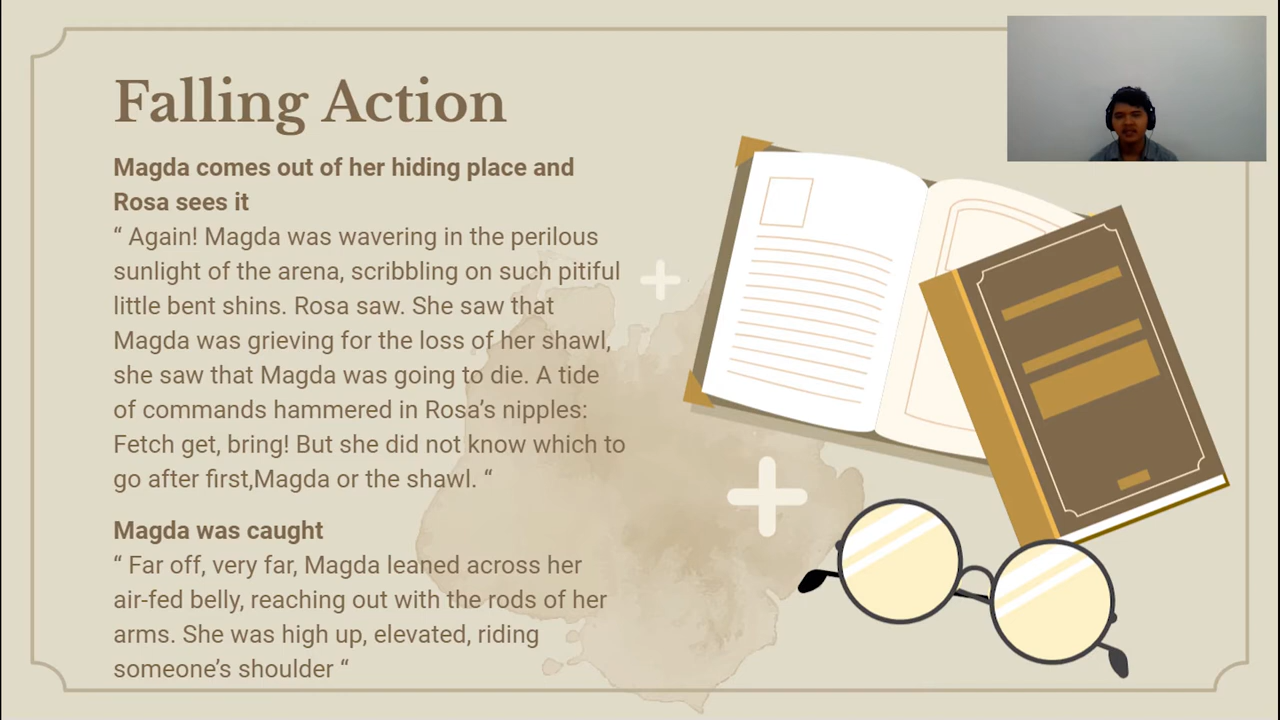 Falling Action
Magda comes out of her hiding place and
Rosa sees it
“ Again! Magda was wavering in the perilous
sunlight of the arena, scribbling on such pitiful
little bent shins. Rosa saw. She saw that
Magda was grieving for the loss of her shawl,
she saw that Magda was going to die. A tide
of commands hammered in Rosa’s nipples:
Fetch get, bring! But she did not know which to
go after first,Magda or the shawl. “
Magda was caught
“ Far off, very far, Magda leaned across her
air-fed belly, reaching out with the rods of her
arms. She was high up, elevated, riding
someone’s shoulder “